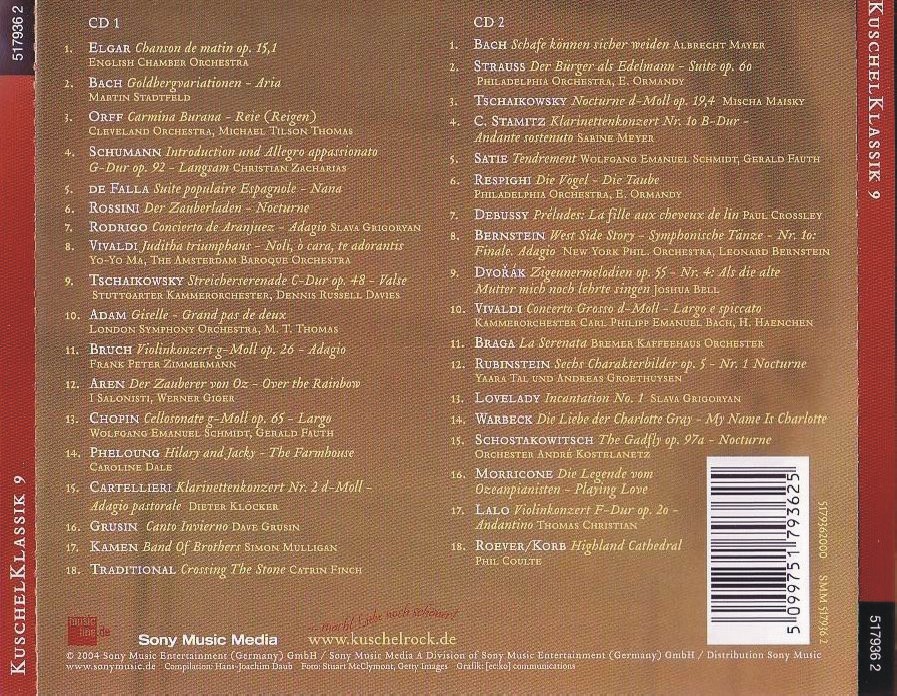 517936 2
KUSCHELKLASSIK 9
CD 1
1. ELGAR Chanson de matin op. 15,1
ENGLISH CHAMBER ORCHESTRA
2. BACH Goldbergvariationen - Aria
MARTIN STADTFELD
3. ORFF Carmina Burana - Reie (Reigen)
CLEVELAND ORCHESTRA, MICHAEL TILSON THOMAS
4. SCHUMANN Introduction und Allegro appassionato
G-Dur op. 92 - Langsam CHRISTIAN ZACHARIAS
5. DE FALLA Suite populaire Espagnole - Nana
6. ROSSINI Der Zauberladen - Nocturne
7. RODRIGO Concierto de Aranjuez - Adagio SLAVA GRIGORYAN
8. VIVALDI Juditha triumphans - Noli, ò cara, te adorantis
YO-YO MA, THE AMSTERDAM BAROQUE ORCHESTRA
9. TSCHAIKOWSKY Streicherserenade C-Dur op. 48 - Valse
STUTTGARTER KAMMERORCHESTER, DENNIS RUSSELL DAVIES
10. ADAM Giselle - Grand pas de deux
LONDON SYMPHONY ORCHESTRA, M. T. THOMAS
11. BRUCH Violinkonzert g-Moll op. 26 - Adagio
FRANK PETER ZIMMERMANN
12. AREN Der Zauberer von Oz - Over the Rainbow
I SALONISTI, WERNER GIGER
13. CHOPIN Cellosonate g-Moll op. 65 - Largo
WOLFGANG EMANUEL SCHMIDT, GERALD FAUTH
14. PHELOUNG Hilary and Jacky - The Farmhouse
CAROLINE DALE
15. CARTELLIERI Klarinettenkonzert Nr. 2 d-Moll -
Adagio pastorale DIETER KLÖCKER
16. GRUSIN Canto Invierno DAVE GRUSIN
17. KAMEN Band Of Brothers SIMON MULLIGAN
18. TRADITIONAL Crossing The Stone CATRIN FINCH
CD 2
1. BACH Schafe können sicher weiden ALBRECHT MAYER
2. STRAUSS Der Bürger als Edelmann - Suite op. 60
PHILADELPHIA ORCHESTRA, E. ORMANDY
3. TSCHAIKOWSKY Nocturne d-Moll op. 19,4 MISCHA MAISKY
4. C. STAMITZ Klarinettenkonzert Nr. 10 B-Dur -
Andante sostenuto SABINE MEYER
5. SATIE Tendrement WOLFGANG EMANUEL SCHMIDT, GERALD FAUTH
6. RESPIGHI Die Vögel - Die Taube
PHILADELPHIA ORCHESTRA, E. ORMANDY
7. DEBUSSY Préludes: La fille aux cheveux de lin PAUL CROSSLEY
8. BERNSTEIN West Side Story - Symphonische Tänze - Nr. 10:
Finale. Adagio NEW YORK PHIL. ORCHESTRA, LEONARD BERNSTEIN
9. DVOŘÁK Zigeunermelodien op. 55 - Nr. 4: Als die alte
Mutter mich noch lehrte singen JOSHUA BELL
10. VIVALDI Concerto Grosso d-Moll - Largo e spiccato
KAMMERORCHESTER CARL PHILIPP EMANUEL BACH, H. HAENCHEN
11. BRAGA La Serenata BREMER KAFFEEHAUS ORCHESTER
12. RUBINSTEIN Sechs Charakterbilder op. 5 - Nr. 1 Nocturne
YAARA TAL UND ANDREAS GROETHUYSEN
13. LOVELADY Incantation No. 1 SLAVA GRIGORYAN
14. WARBECK Die Liebe der Charlotte Gray - My Name Is Charlotte
15. SCHOSTAKOWITSCH The Gadfly op. 97a - Nocturne
ORCHESTER ANDRÉ KOSTELANETZ
16. MORRICONE Die Legende vom
Ozeanpianisten - Playing Love
17. LALO Violinkonzert F-Dur op. 20 -
Andantino THOMAS CHRISTIAN
18. ROEVER/KORB Highland Cathedral
PHIL COULTE
5 099751 793625
5179362000 SMM 517936 2
music
line.de
Sony Music Media
... macht Liebe noch schöner
www.kuschelrock.de
© 2004 Sony Music Entertainment (Germany) GmbH / Sony Music Media A Division of Sony Music Entertainment (Germany) GmbH / Distribution Sony Music
www.sonymusic.de Compilation: Hans-Joachim Daub Foto: Stuart McClymont, Getty Images Grafik: [ec:ko] communications
KUSCHELKLASSIK 9
517936 2